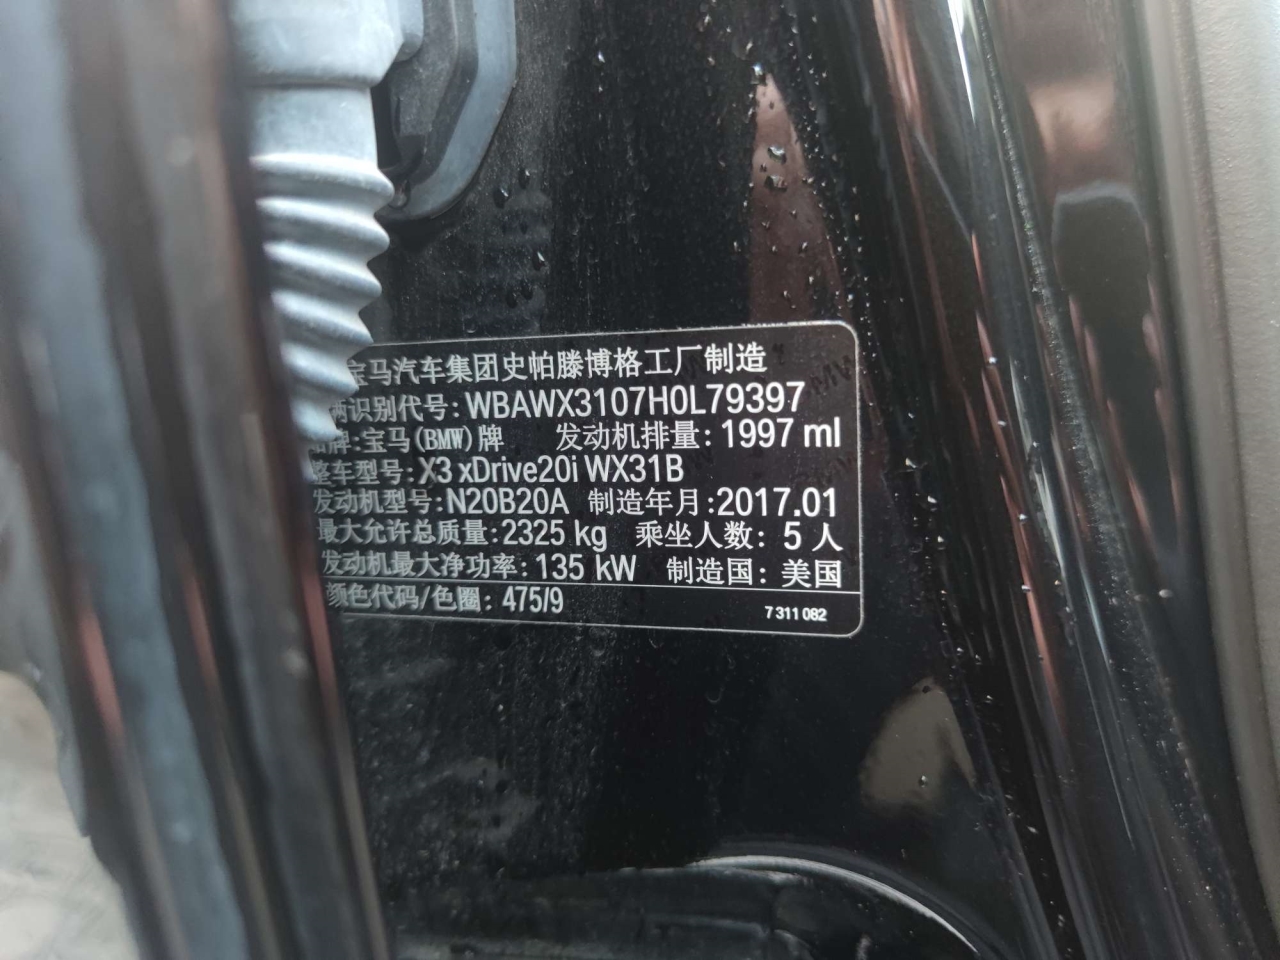 宝马汽车集团史帕滕博格工厂制造
辆识别代号: WBAWX3107H0L79397
品牌: 宝马(BMW)牌 发动机排量: 1997 ml
整车型号: X3 xDrive20i WX31B
发动机型号: N20B20A 制造年月: 2017.01
最大允许总质量: 2325 kg 乘坐人数: 5 人
发动机最大净功率: 135 kW 制造国: 美国
颜色代码/色圈: 475/9 7 311 082